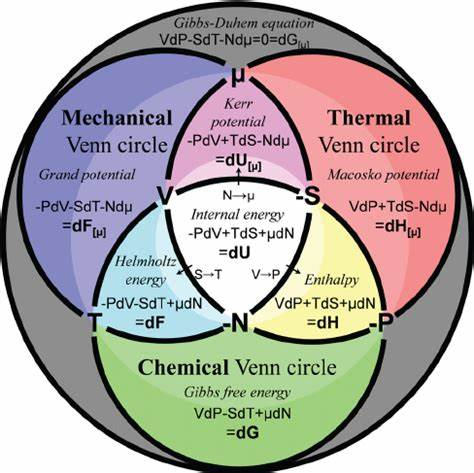 Gibbs-Duhem equation
VdP-SdT-Ndµ=0=dG[µ]
µ
Mechanical
Venn circle
Kerr
potential
-PdV+TdS-Ndµ
=dU[µ]
Thermal
Venn circle
Grand potential
-PdV-SdT-Ndµ
=dF[µ]
Macosko potential
VdP+TdS-Ndµ
=dH[µ]
V
N→µ
-S
Internal energy
-PdV+TdS+µdN
=dU
Helmholtz
energy
S→T
V→P
Enthalpy
-PdV-SdT+µdN
=dF
VdP+TdS+µdN
=dH
T
-N
-P
Chemical Venn circle
Gibbs free energy
VdP-SdT+µdN
=dG